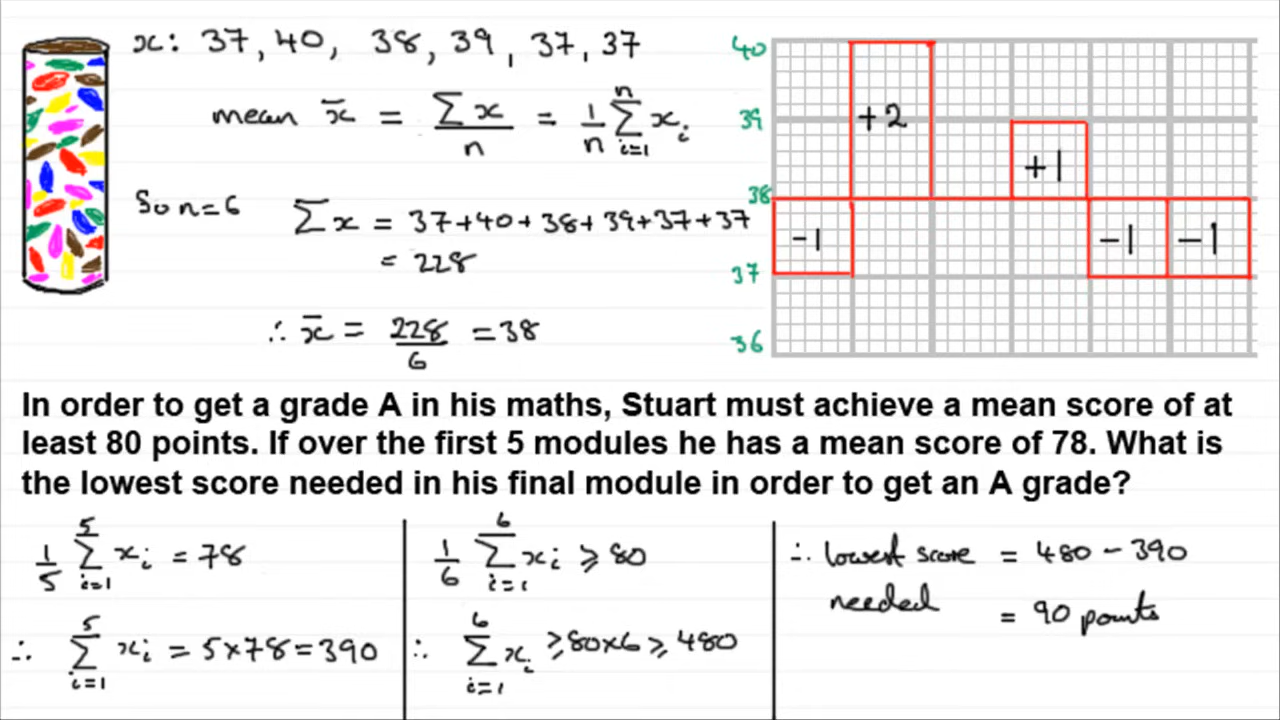 x: 37, 40, 38, 39, 37, 37
mean x̄ = Σx/n = 1/n Σ_{i=1}^{n} x_i
So n=6
Σx = 37+40+38+39+37+37
= 228
∴ x̄ = 228/6 = 38
40
39
38
37
36
+2
+1
-1
-1
-1
In order to get a grade A in his maths, Stuart must achieve a mean score of at
least 80 points. If over the first 5 modules he has a mean score of 78. What is
the lowest score needed in his final module in order to get an A grade?
1/5 Σ_{i=1}^{5} x_i = 78
∴ Σ_{i=1}^{5} x_i = 5×78 = 390
1/6 Σ_{i=1}^{6} x_i ⩾ 80
∴ Σ_{i=1}^{6} x_i ⩾ 80×6 ⩾ 480
∴ lowest score = 480 - 390
needed
= 90 points